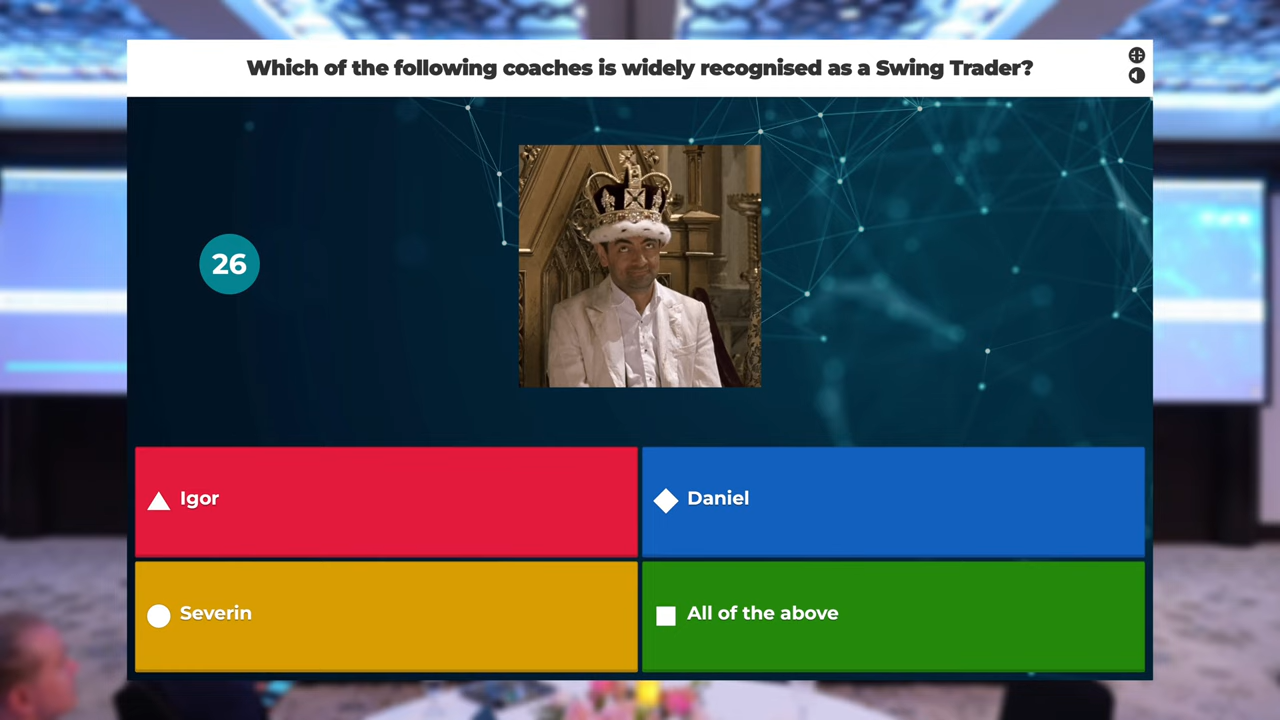 Which of the following coaches is widely recognised as a Swing Trader?
26
Igor
Daniel
Severin
All of the above